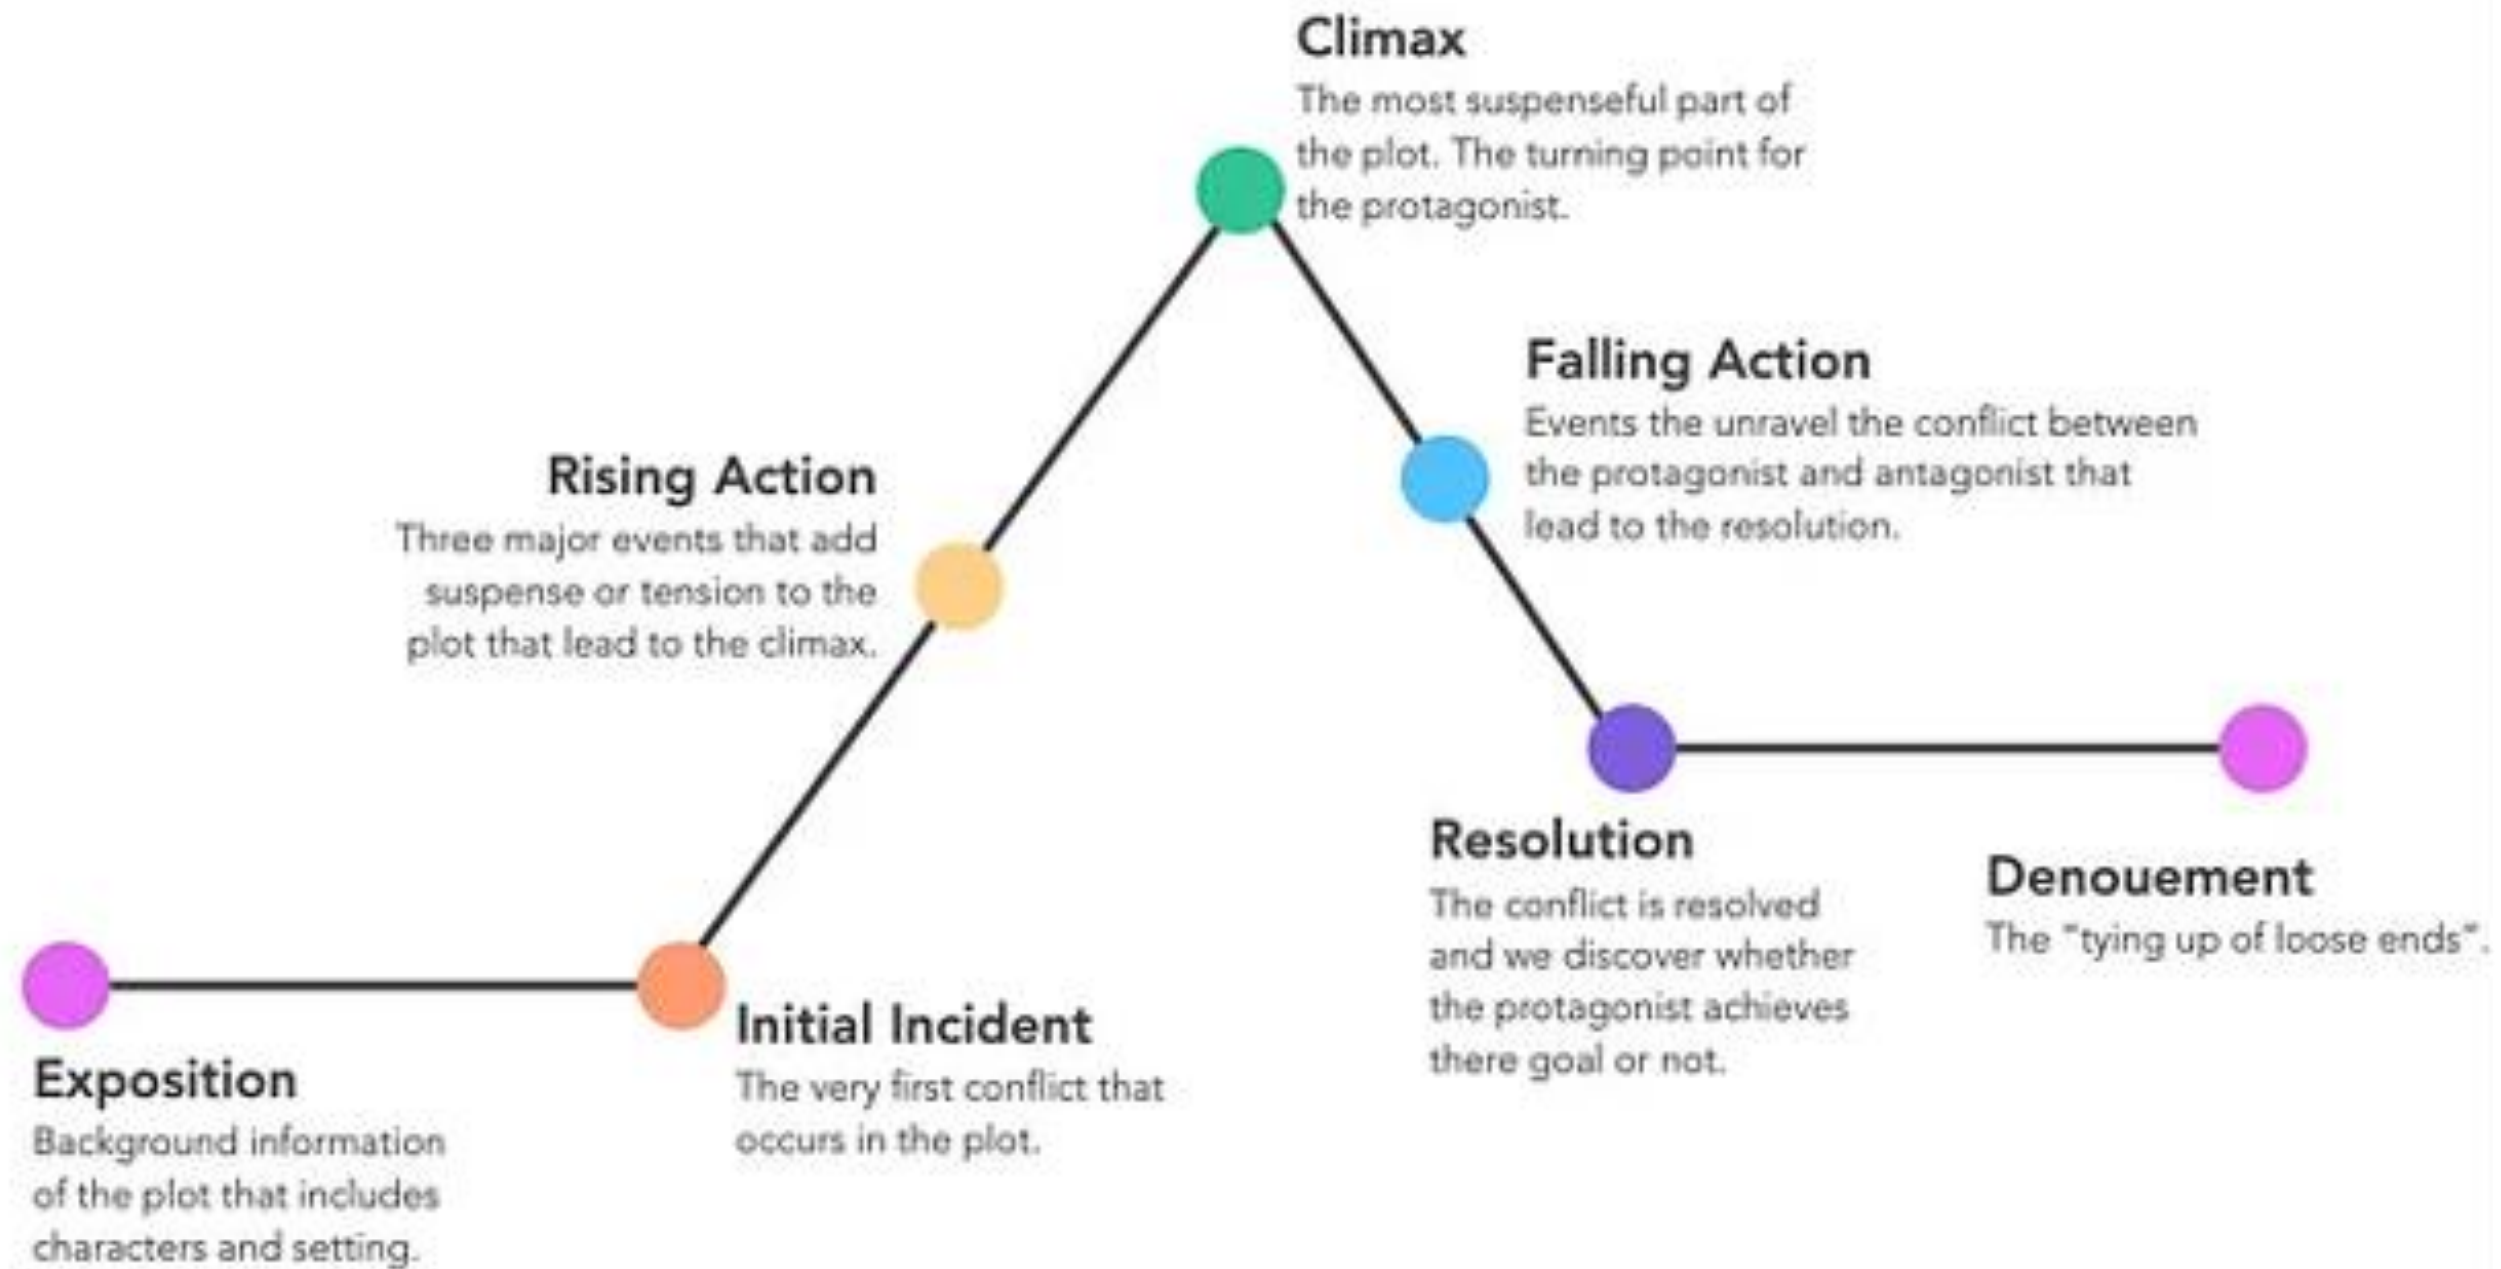 Climax
The most suspenseful part of
the plot. The turning point for
the protagonist.
Falling Action
Events the unravel the conflict between
the protagonist and antagonist that
lead to the resolution.
Rising Action
Three major events that add
suspense or tension to the
plot that lead to the climax.
Resolution
The conflict is resolved
and we discover whether
the protagonist achieves
there goal or not.
Denouement
The "tying up of loose ends".
Initial Incident
The very first conflict that
occurs in the plot.
Exposition
Background information
of the plot that includes
characters and setting.